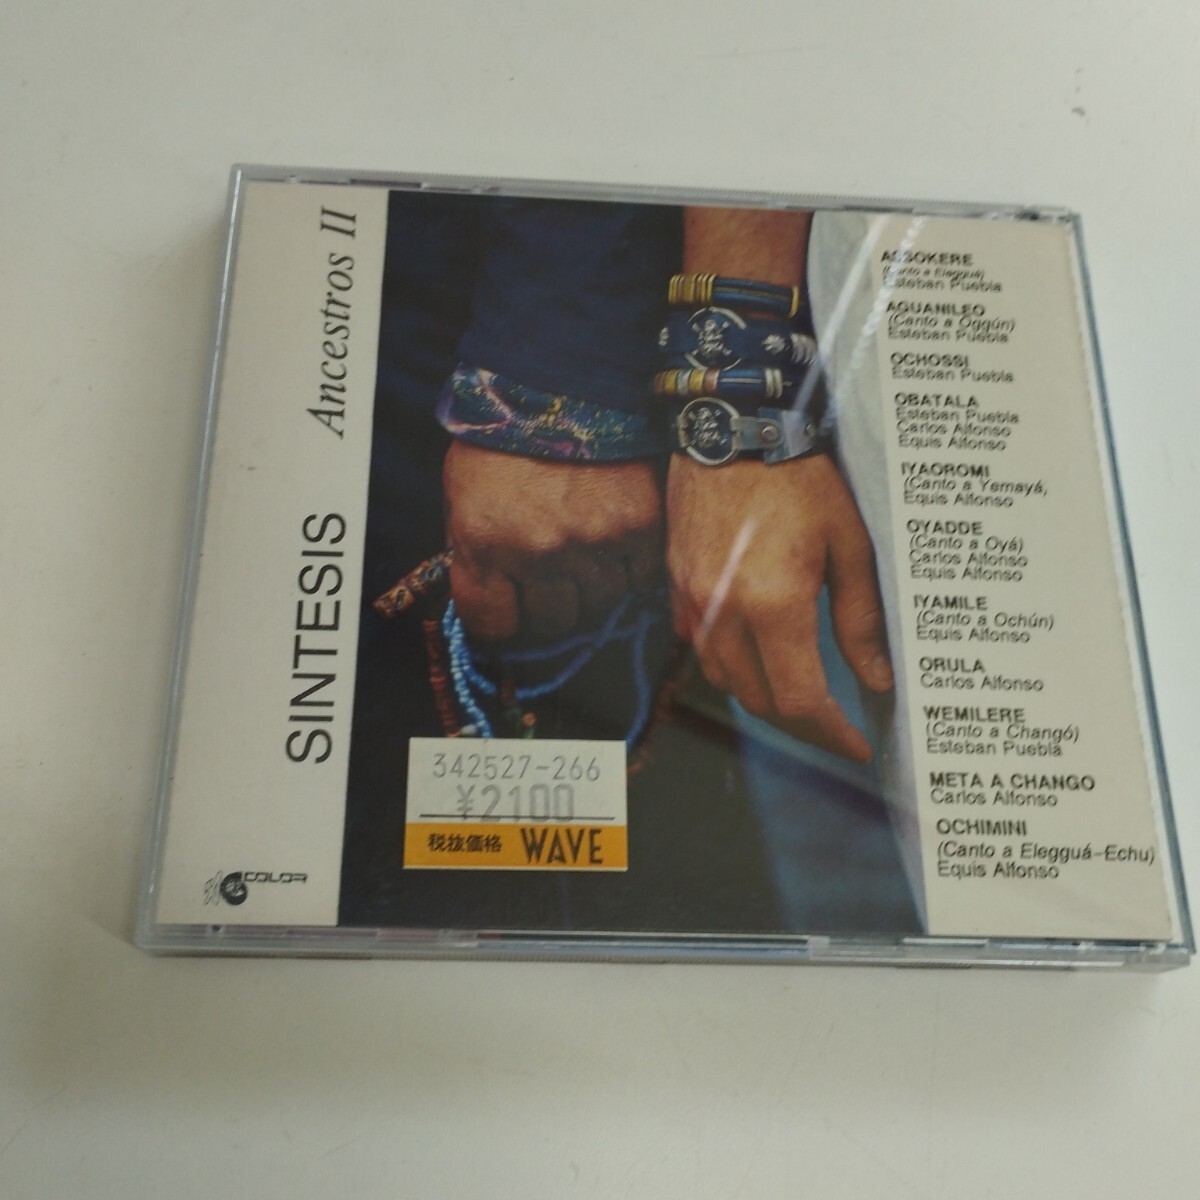 SINTESIS Ancestros II
COLOR
ASSOKERE
(Canto a Elegguá)
Esteban Puebla
AGUANILEO
(Canto a Oggún)
Esteban Puebla
OCHOSSI
Esteban Puebla
OBATALA
Esteban Puebla
Carlos Alfonso
Equis Alfonso
IYAOROMI
(Canto a Yemayá,
Equis Alfonso
OYADDE
(Canto a Oyá)
Carlos Alfonso
Equis Alfonso
IYAMILE
(Canto a Ochún)
Equis Alfonso
ORULA
Carlos Alfonso
WEMILERE
(Canto a Changó)
Esteban Puebla
META A CHANGO
Carlos Alfonso
OCHIMINI
(Canto a Elegguá-Echu)
Equis Alfonso
342527-266
¥2100
税抜価格 WAVE